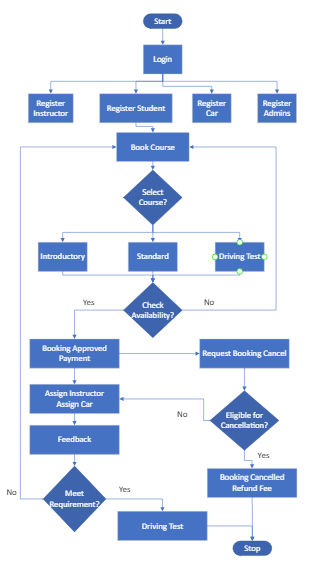 Start
Login
Register
Instructor
Register Student
Register
Car
Register
Admins
Book Course
Select
Course?
Introductory
Standard
Driving Test
Yes
Check
Availability?
No
Booking Approved
Payment
Request Booking Cancel
Assign Instructor
Assign Car
No
Eligible for
Cancellation?
Feedback
Yes
Booking Cancelled
Refund Fee
No
Meet
Requirement?
Yes
Driving Test
Stop